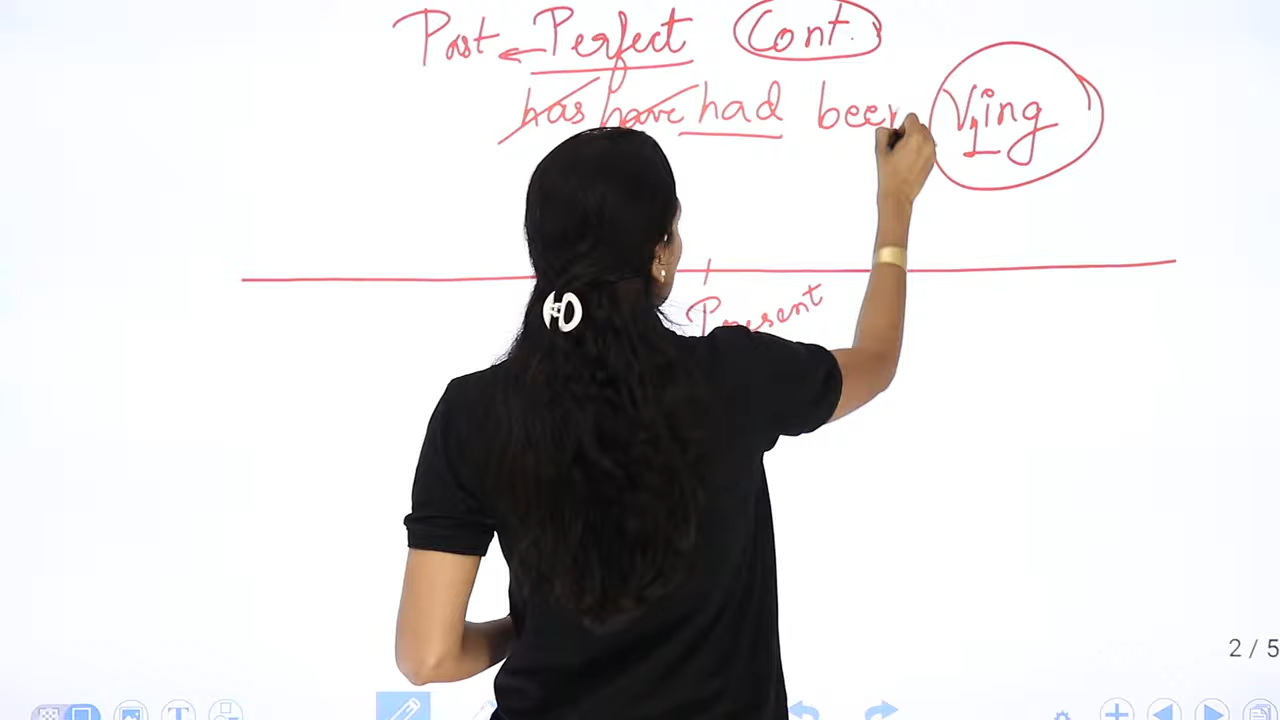 Past ← Perfect Cont.
has have had been V1ing
Present
2 / 5
T